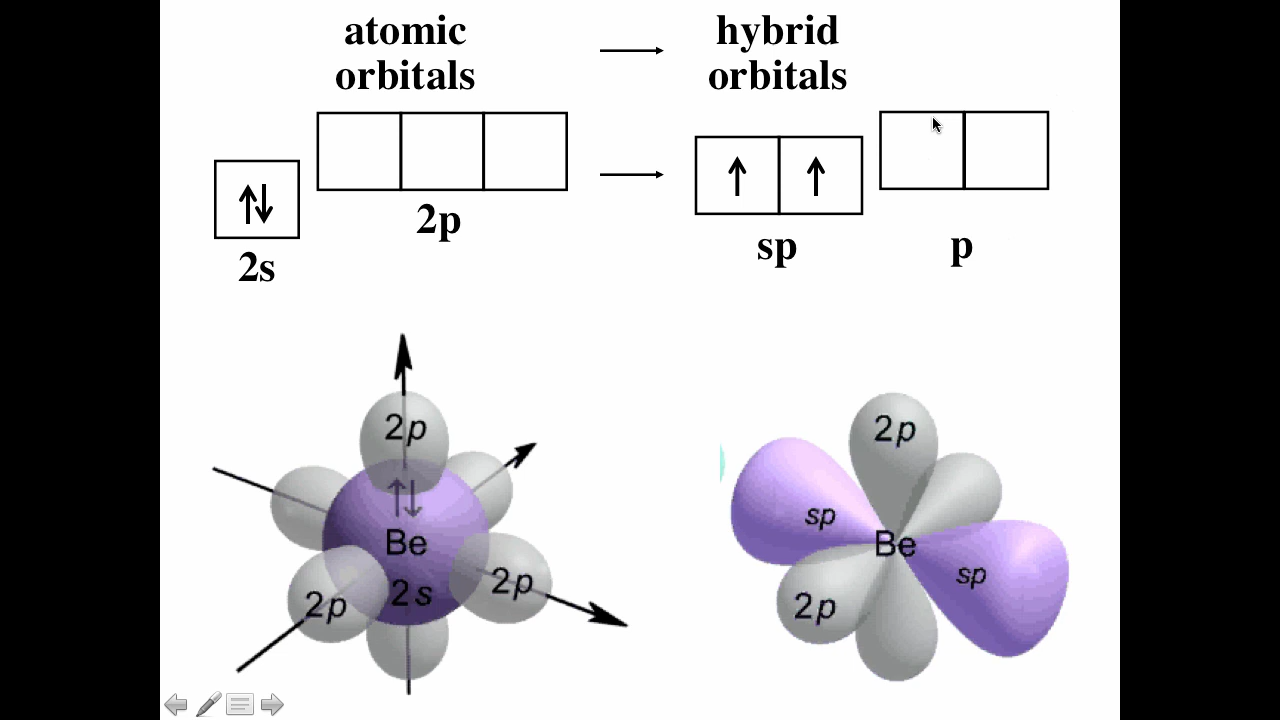 atomic
orbitals
hybrid
orbitals
2s
2p
sp
p
2p
Be
2s
2p
2p
2p
sp
Be
sp
2p